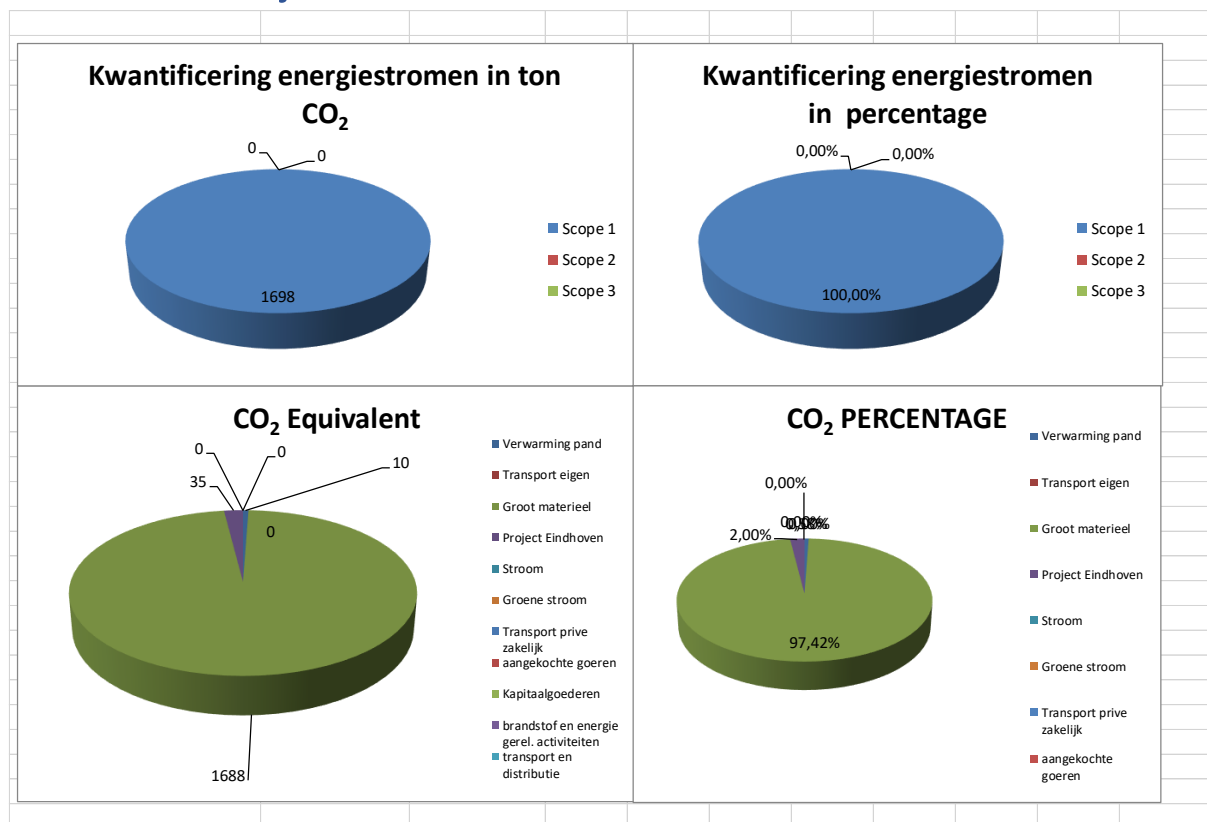 Kwantificering energiestromen in ton
CO2
0
0
1698
Scope 1
Scope 2
Scope 3
Kwantificering energiestromen
in percentage
0,00%
0,00%
100,00%
Scope 1
Scope 2
Scope 3
CO2 Equivalent
0
0
10
35
0
1688
Verwarming pand
Transport eigen
Groot materieel
Project Eindhoven
Stroom
Groene stroom
Transport prive
zakelijk
aangekochte goeren
Kapitaalgoederen
brandstof en energie
gerel. activiteiten
transport en
distributie
CO2 PERCENTAGE
0,00%
2,00%
97,42%
Verwarming pand
Transport eigen
Groot materieel
Project Eindhoven
Stroom
Groene stroom
Transport prive
zakelijk
aangekochte
goeren